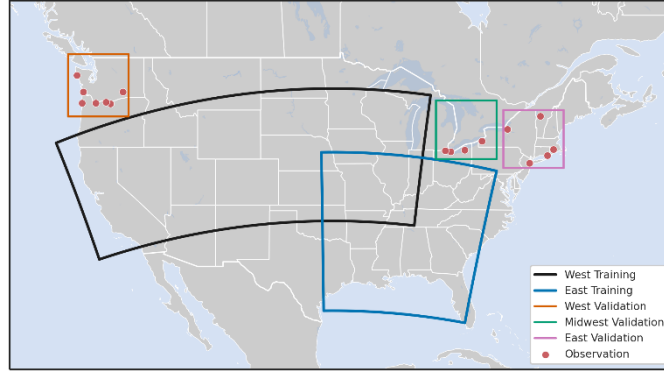 West Training
East Training
West Validation
Midwest Validation
East Validation
Observation